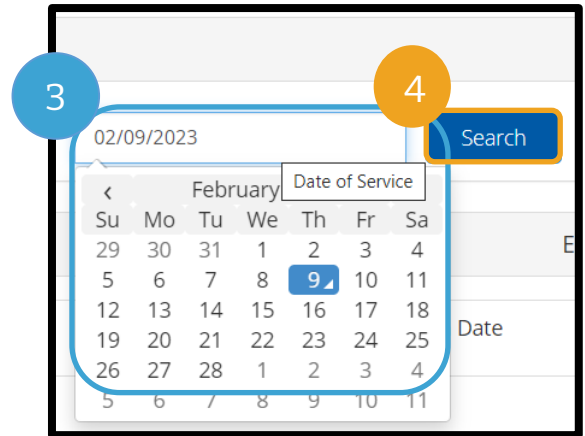 3
4
02/09/2023
Search
Date of Service
‹ February
Su Mo Tu We Th Fr Sa
29 30 31 1 2 3 4
5 6 7 8 9 10 11
E
12 13 14 15 16 17 18
19 20 21 22 23 24 25
Date
26 27 28 1 2 3 4
5 6 7 8 9 10 11